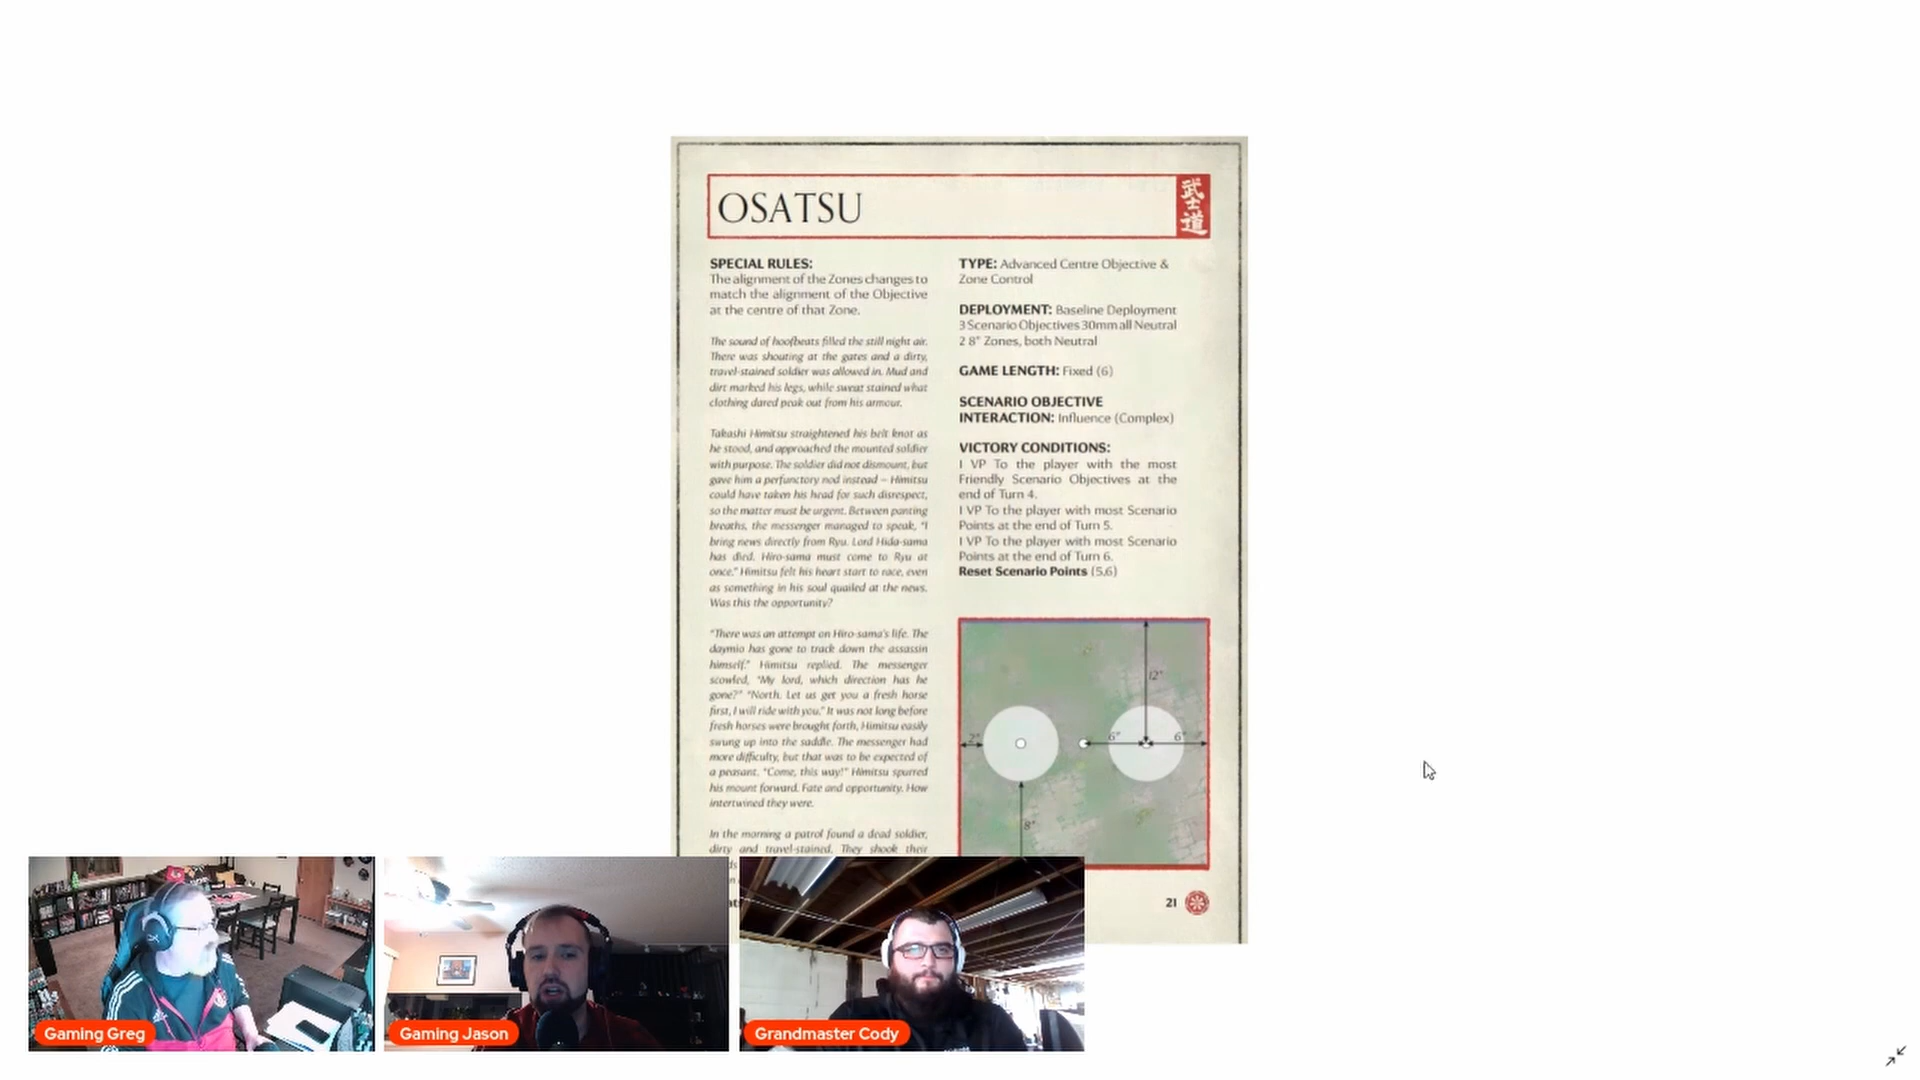 OSATSU
武士道
SPECIAL RULES:
The alignment of the Zones changes to
match the alignment of the Objective
at the centre of that Zone.
The sound of hoofbeats filled the still night air.
There was shouting at the gates and a dirty,
travel-stained soldier was allowed in. Mud and
dirt marked his legs, while sweat stained what
clothing dared peak out from his armour.
Takashi Himitsu straightened his belt knot as
he stood, and approached the mounted soldier
with purpose. The soldier did not dismount, but
gave him a perfunctory nod instead – Himitsu
could have taken his head for such disrespect,
so the matter must be urgent. Between panting
breaths, the messenger managed to speak, "I
bring news directly from Ryu. Lord Hida-sama
has died. Hiro-sama must come to Ryu at
once." Himitsu felt his heart start to race, even
as something in his soul quailed at the news.
Was this the opportunity?
"There was an attempt on Hiro-sama's life. The
daymio has gone to track down the assassin
himself." Himitsu replied. The messenger
scowled, "My lord, which direction has he
gone?" "North. Let us get you a fresh horse
first, I will ride with you." It was not long before
fresh horses were brought forth, Himitsu easily
swung up into the saddle. The messenger had
more difficulty, but that was to be expected of
a peasant. "Come, this way!" Himitsu spurred
his mount forward. Fate and opportunity. How
intertwined they were.
In the morning a patrol found a dead soldier,
dirty and travel-stained. They shook their
TYPE: Advanced Centre Objective &
Zone Control
DEPLOYMENT: Baseline Deployment
3 Scenario Objectives 30mm all Neutral
2 8" Zones, both Neutral
GAME LENGTH: Fixed (6)
SCENARIO OBJECTIVE
INTERACTION: Influence (Complex)
VICTORY CONDITIONS:
1 VP To the player with the most
Friendly Scenario Objectives at the
end of Turn 4.
1 VP To the player with most Scenario
Points at the end of Turn 5.
1 VP To the player with most Scenario
Points at the end of Turn 6.
Reset Scenario Points (5,6)
12"
2" 6" 6"
8"
21
Gaming Greg
Gaming Jason
Grandmaster Cody